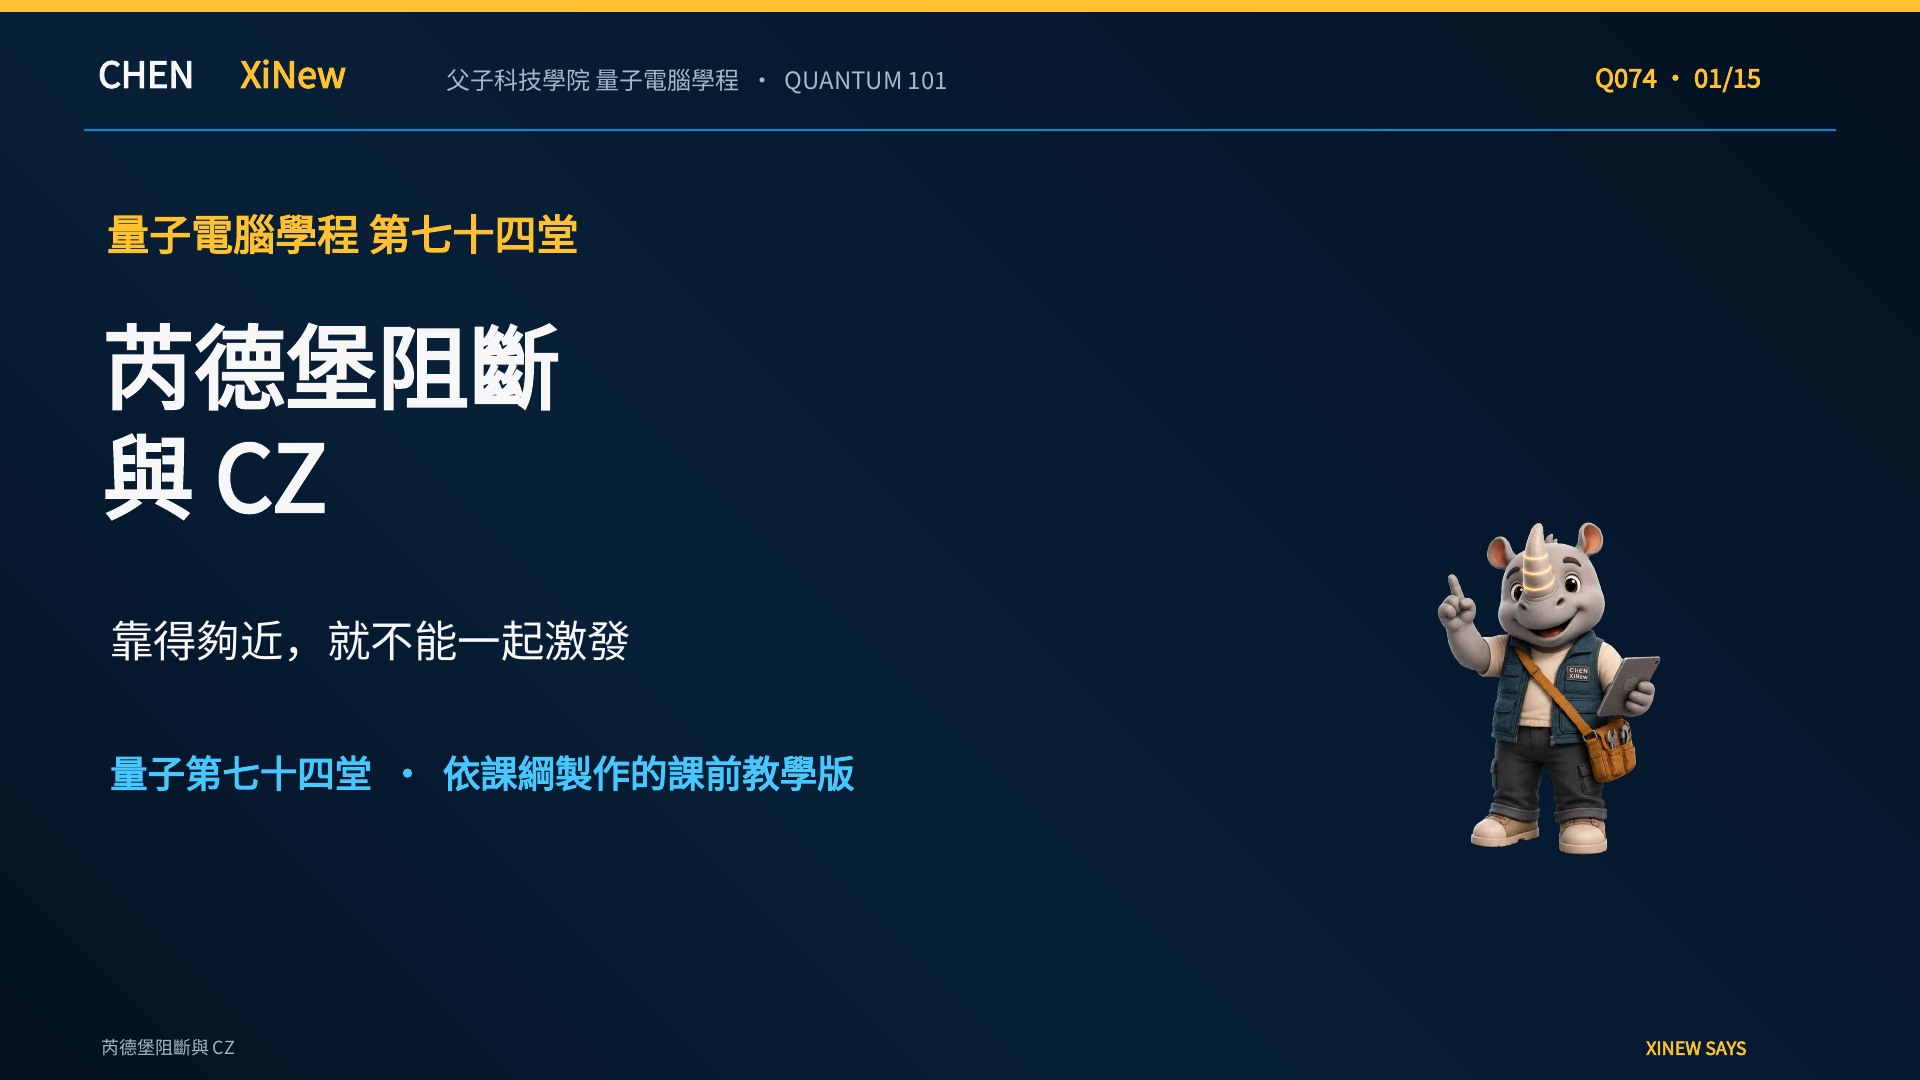 CHEN XiNew 父子科技學院 量子電腦學程 · QUANTUM 101 Q074 · 01/15
量子電腦學程 第七十四堂
芮德堡阻斷
與 CZ
靠得夠近，就不能一起激發
量子第七十四堂 · 依課綱製作的課前教學版
CHEN
XiNew
芮德堡阻斷與 CZ
XINEW SAYS